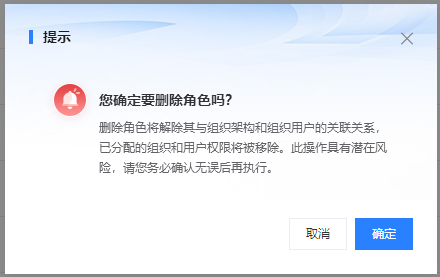 提示
您确定要删除角色吗？
删除角色将解除其与组织架构和组织用户的关联关系，
已分配的组织和用户权限将被移除。此操作具有潜在风
险，请您务必确认无误后再执行。
取消
确定